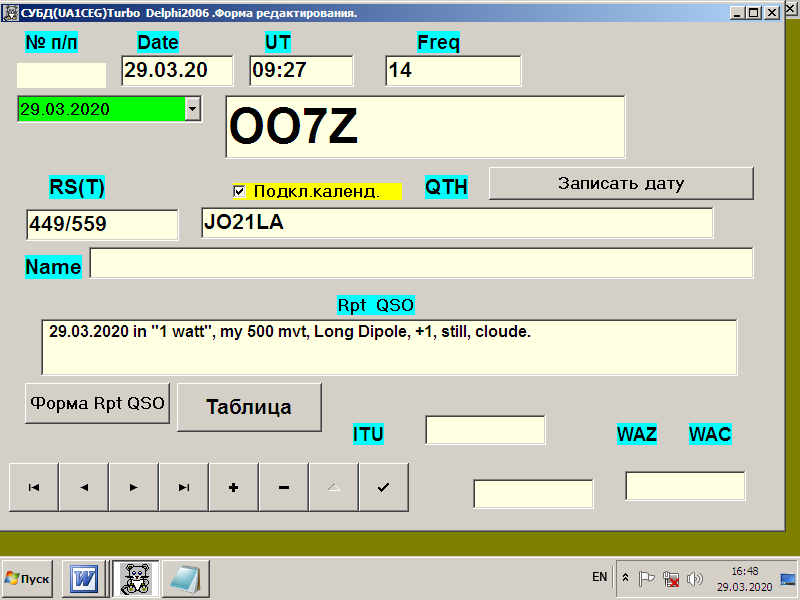 СУБД(UA1CEG)Turbo Delphi2006 .Форма редактирования.
№ п/п Date UT Freq
29.03.20 09:27 14
29.03.2020
OO7Z
RS(T) Подкл.календ. QTH Записать дату
449/559 JO21LA
Name
Rpt QSO
29.03.2020 in "1 watt", my 500 mvt, Long Dipole, +1, still, cloude.
Форма Rpt QSO Таблица
ITU WAZ WAC
Пуск EN 16:48
29.03.2020